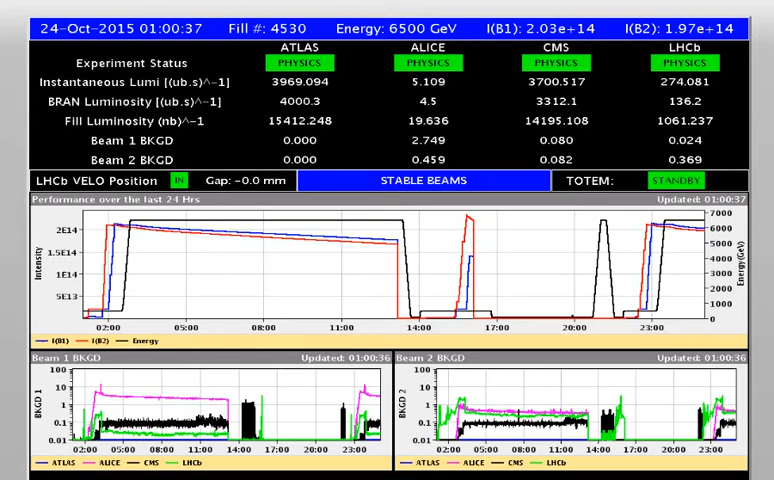 24-Oct-2015 01:00:37 Fill #: 4530 Energy: 6500 GeV I(B1): 2.03e+14 I(B2): 1.97e+14
ATLAS ALICE CMS LHCb
Experiment Status PHYSICS PHYSICS PHYSICS PHYSICS
Instantaneous Lumi [(ub.s)^-1] 3969.094 5.109 3700.517 274.081
BRAN Luminosity [(ub.s)^-1] 4000.3 4.5 3312.1 136.2
Fill Luminosity (nb)^-1 15412.248 19.636 14195.108 1061.237
Beam 1 BKGD 0.000 2.749 0.080 0.024
Beam 2 BKGD 0.000 0.459 0.082 0.369
LHCb VELO Position IN Gap: -0.0 mm STABLE BEAMS TOTEM: STANDBY
Performance over the last 24 Hrs Updated: 01:00:37
2E14 1.5E14 1E14 5E13
Intensity
7000 6000 5000 4000 3000 2000 1000 0
Energy(GeV)
02:00 05:00 08:00 11:00 14:00 17:00 20:00 23:00
I(B1) I(B2) Energy
Beam 1 BKGD Updated: 01:00:36 Beam 2 BKGD Updated: 01:00:36
BKGD 1
100 10 1 0.1 0.01
02:00 05:00 08:00 11:00 14:00 17:00 20:00 23:00
ATLAS ALICE CMS LHCb
BKGD 2
100 10 1 0.1 0.01
02:00 05:00 08:00 11:00 14:00 17:00 20:00 23:00
ATLAS ALICE CMS LHCb